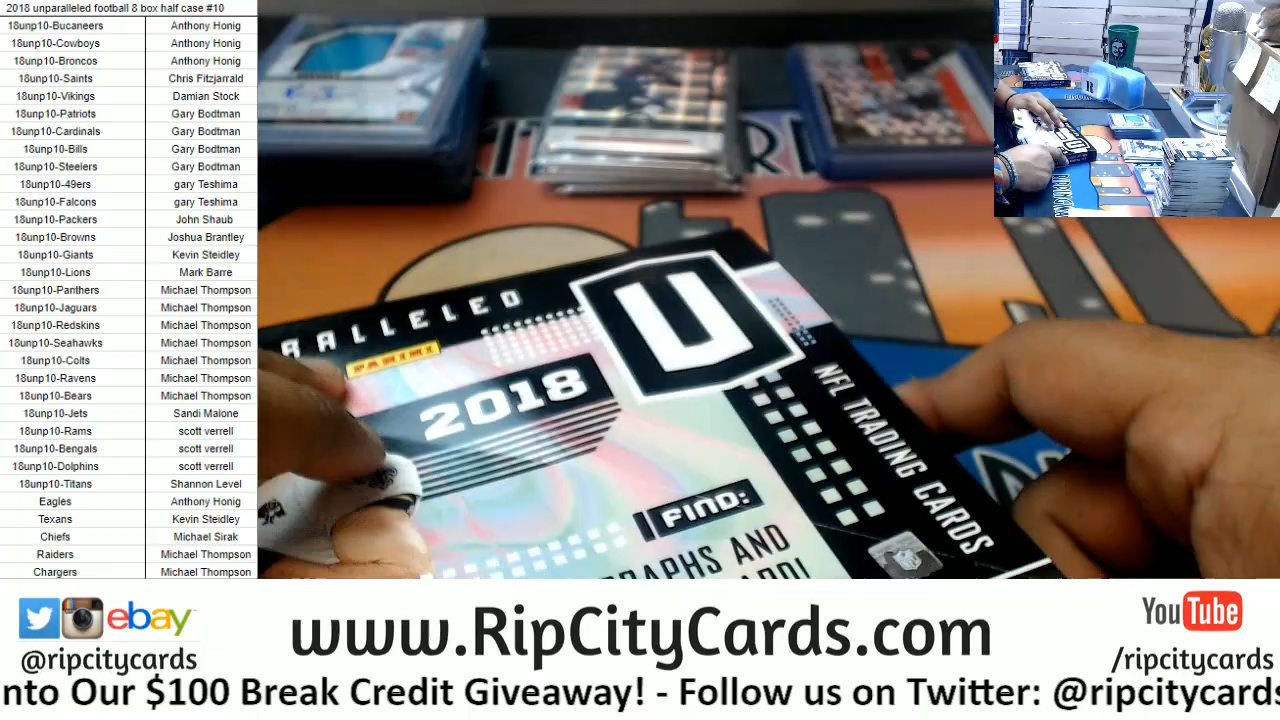 2018 unparalleled football 8 box half case #10
18unp10-Bucaneers Anthony Honig
18unp10-Cowboys Anthony Honig
18unp10-Broncos Anthony Honig
18unp10-Saints Chris Fitzjarrald
18unp10-Vikings Damian Stock
18unp10-Patriots Gary Bodtman
18unp10-Cardinals Gary Bodtman
18unp10-Bills Gary Bodtman
18unp10-Steelers Gary Bodtman
18unp10-49ers gary Teshima
18unp10-Falcons gary Teshima
18unp10-Packers John Shaub
18unp10-Browns Joshua Brantley
18unp10-Giants Kevin Steidley
18unp10-Lions Mark Barre
18unp10-Panthers Michael Thompson
18unp10-Jaguars Michael Thompson
18unp10-Redskins Michael Thompson
18unp10-Seahawks Michael Thompson
18unp10-Colts Michael Thompson
18unp10-Ravens Michael Thompson
18unp10-Bears Michael Thompson
18unp10-Jets Sandi Malone
18unp10-Rams scott verrell
18unp10-Bengals scott verrell
18unp10-Dolphins scott verrell
18unp10-Titans Shannon Level
Eagles Anthony Honig
Texans Kevin Steidley
Chiefs Michael Sirak
Raiders Michael Thompson
Chargers Michael Thompson
RALLELED
U
PANINI
2018
NFL TRADING CARDS
FIND:
RAPHS AND
ebay
www.RipCityCards.com
YouTube
@ripcitycards
/ripcitycards
nto Our $100 Break Credit Giveaway! - Follow us on Twitter: @ripcitycards